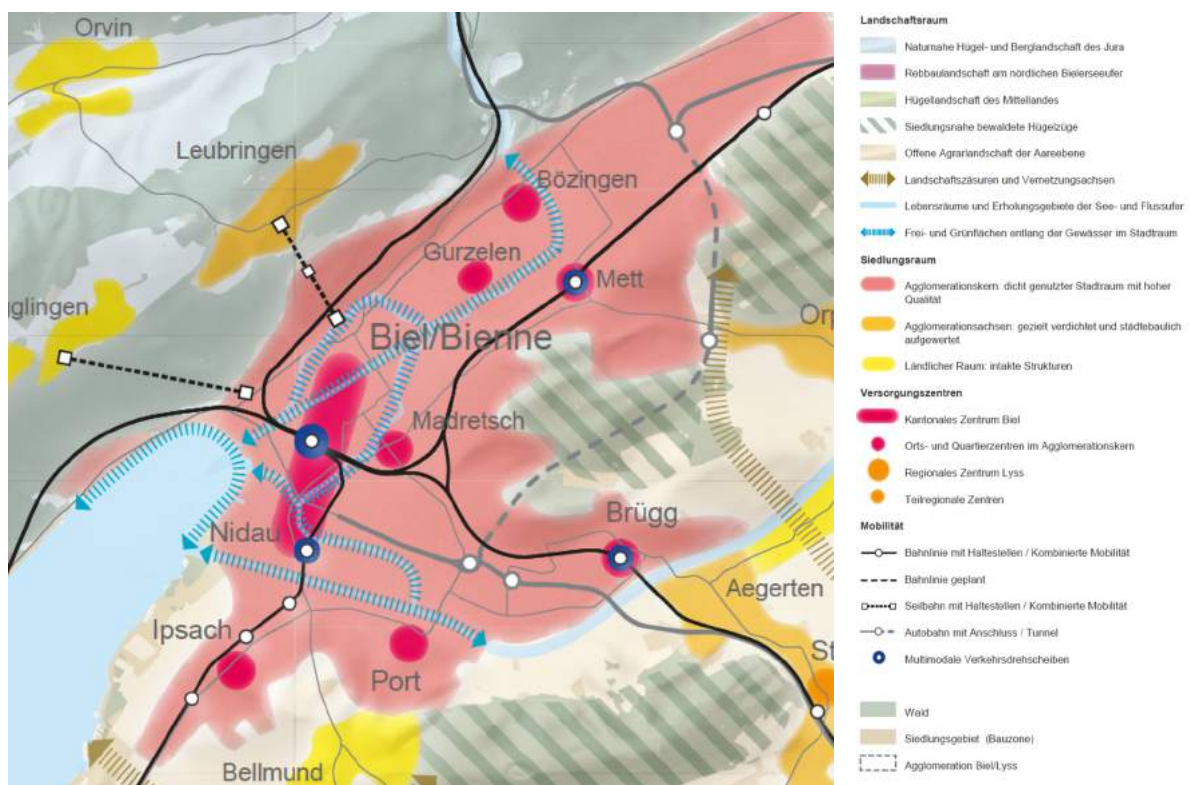 Orvin
Leubringen
Bözingen
Gurzelen
Mett
gglingen
Biel/Bienne
Orp
Madretsch
Nidau
Brügg
Aegerten
Ipsach
St
Port
Bellmund
Landschaftsraum
Naturnahe Hügel- und Berglandschaft des Jura
Rebbaulandschaft am nördlichen Bielerseeufer
Hügellandschaft des Mittellandes
Siedlungsnahe bewaldete Hügelzüge
Offene Agrarlandschaft der Aareebene
Landschaftszäsuren und Vernetzungsachsen
Lebensräume und Erholungsgebiete der See- und Flussufer
Frei- und Grünflächen entlang der Gewässer im Stadtraum
Siedlungsraum
Agglomerationskern: dicht genutzter Stadtraum mit hoher
Qualität
Agglomerationsachsen: gezielt verdichtet und städtebaulich
aufgewertet
Ländlicher Raum: intakte Strukturen
Versorgungszentren
Kantonales Zentrum Biel
Orts- und Quartierzentren im Agglomerationskern
Regionales Zentrum Lyss
Teilregionale Zentren
Mobilität
Bahnlinie mit Haltestellen / Kombinierte Mobilität
Bahnlinie geplant
Seilbahn mit Haltestellen / Kombinierte Mobilität
Autobahn mit Anschluss / Tunnel
Multimodale Verkehrsdrehscheiben
Wald
Siedlungsgebiet (Bauzone)
Agglomeration Biel/Lyss